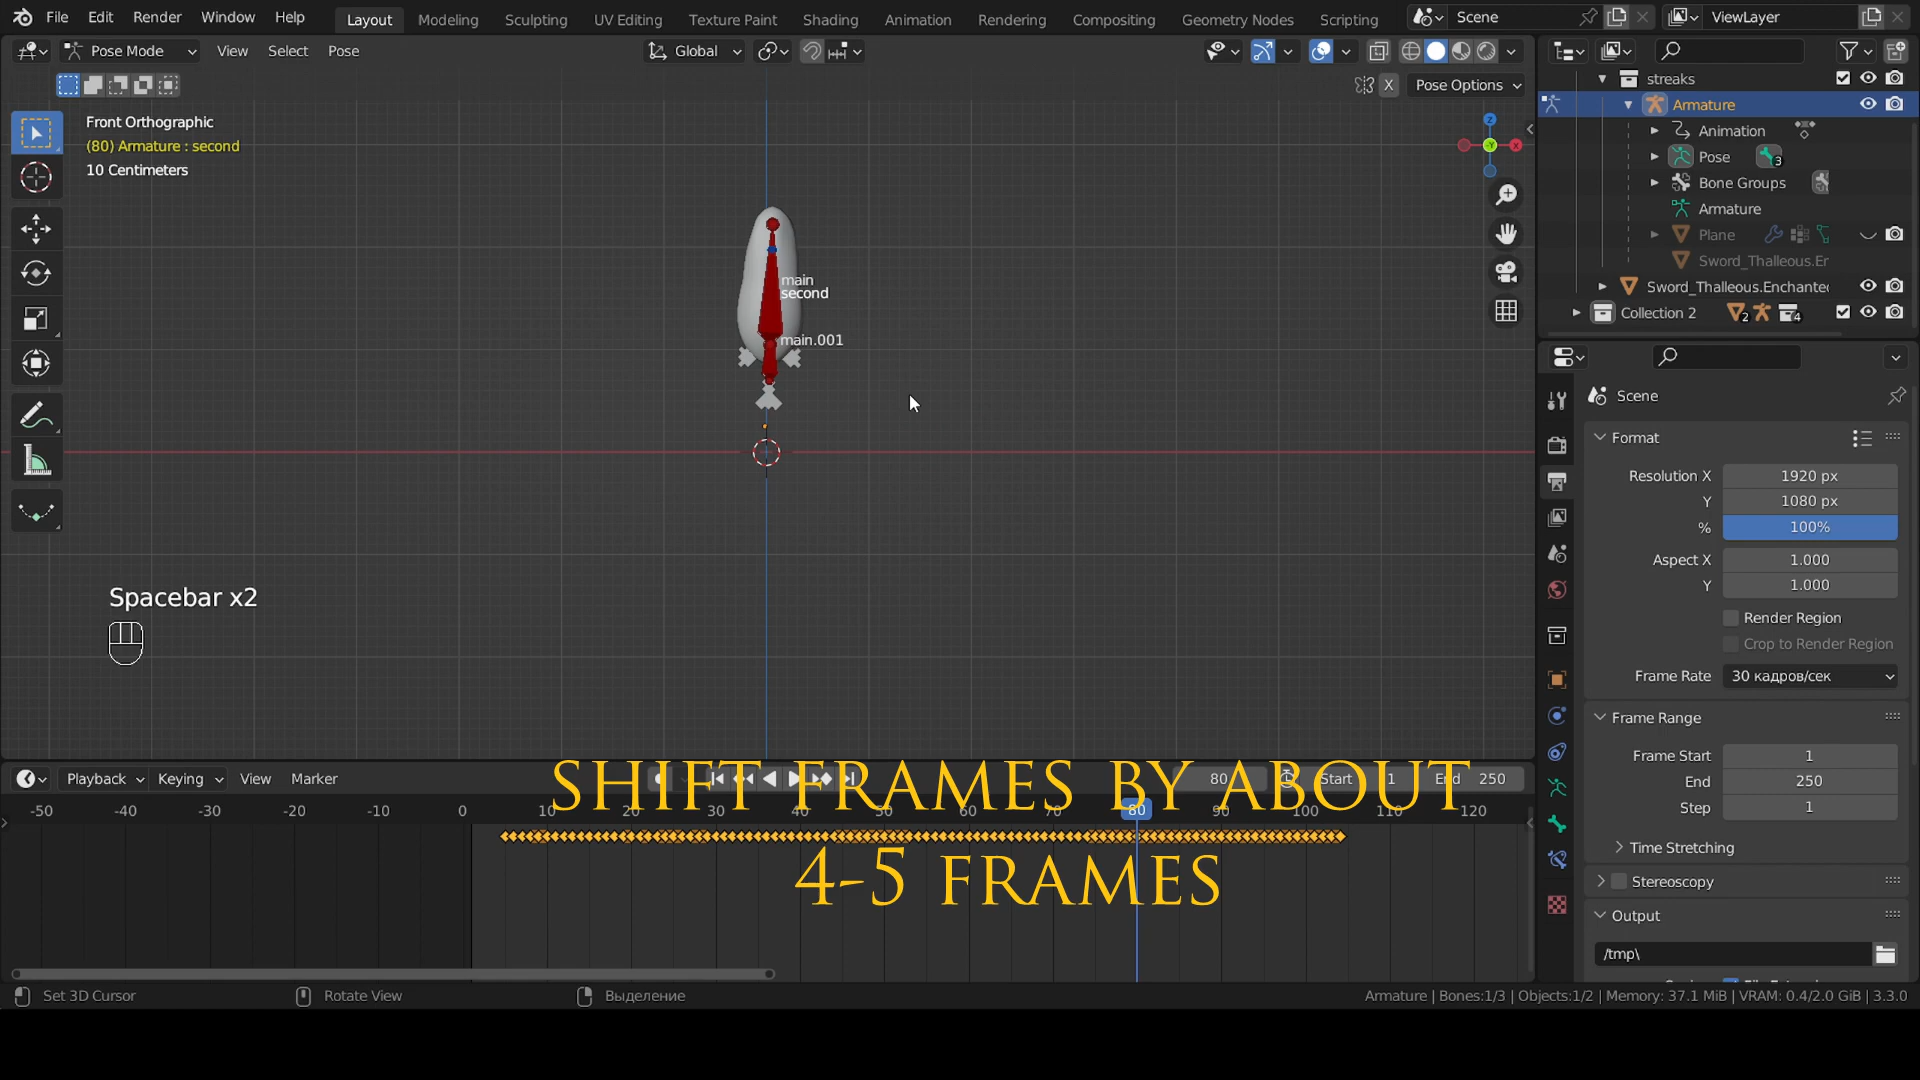 File Edit Render Window Help Layout Modeling Sculpting UV Editing Texture Paint Shading Animation Rendering Compositing Geometry Nodes Scripting Scene ViewLayer
Pose Mode View Select Pose Global
X Pose Options
Front Orthographic
(80) Armature : second
10 Centimeters
Z
-Y X
main
second
main.001
Spacebar x2
streaks
Armature
Animation
Pose 3
Bone Groups
Armature
Plane
Sword_Thalleous.En
Sword_Thalleous.Enchanted
Collection 2 2 4
Scene
Format
Resolution X 1920 px
Y 1080 px
% 100%
Aspect X 1.000
Y 1.000
Render Region
Crop to Render Region
Frame Rate 30 кадров/сек
Frame Range
Frame Start 1
End 250
Step 1
Time Stretching
Stereoscopy
Output
/tmp\
Playback Keying View Marker 80 Start 1 End 250
-50 -40 -30 -20 -10 0 10 20 30 40 50 60 70 80 90 100 110 120
SHIFT FRAMES BY ABOUT
4-5 FRAMES
Set 3D Cursor Rotate View Выделение Armature | Bones:1/3 | Objects:1/2 | Memory: 37.1 MiB | VRAM: 0.4/2.0 GiB | 3.3.0